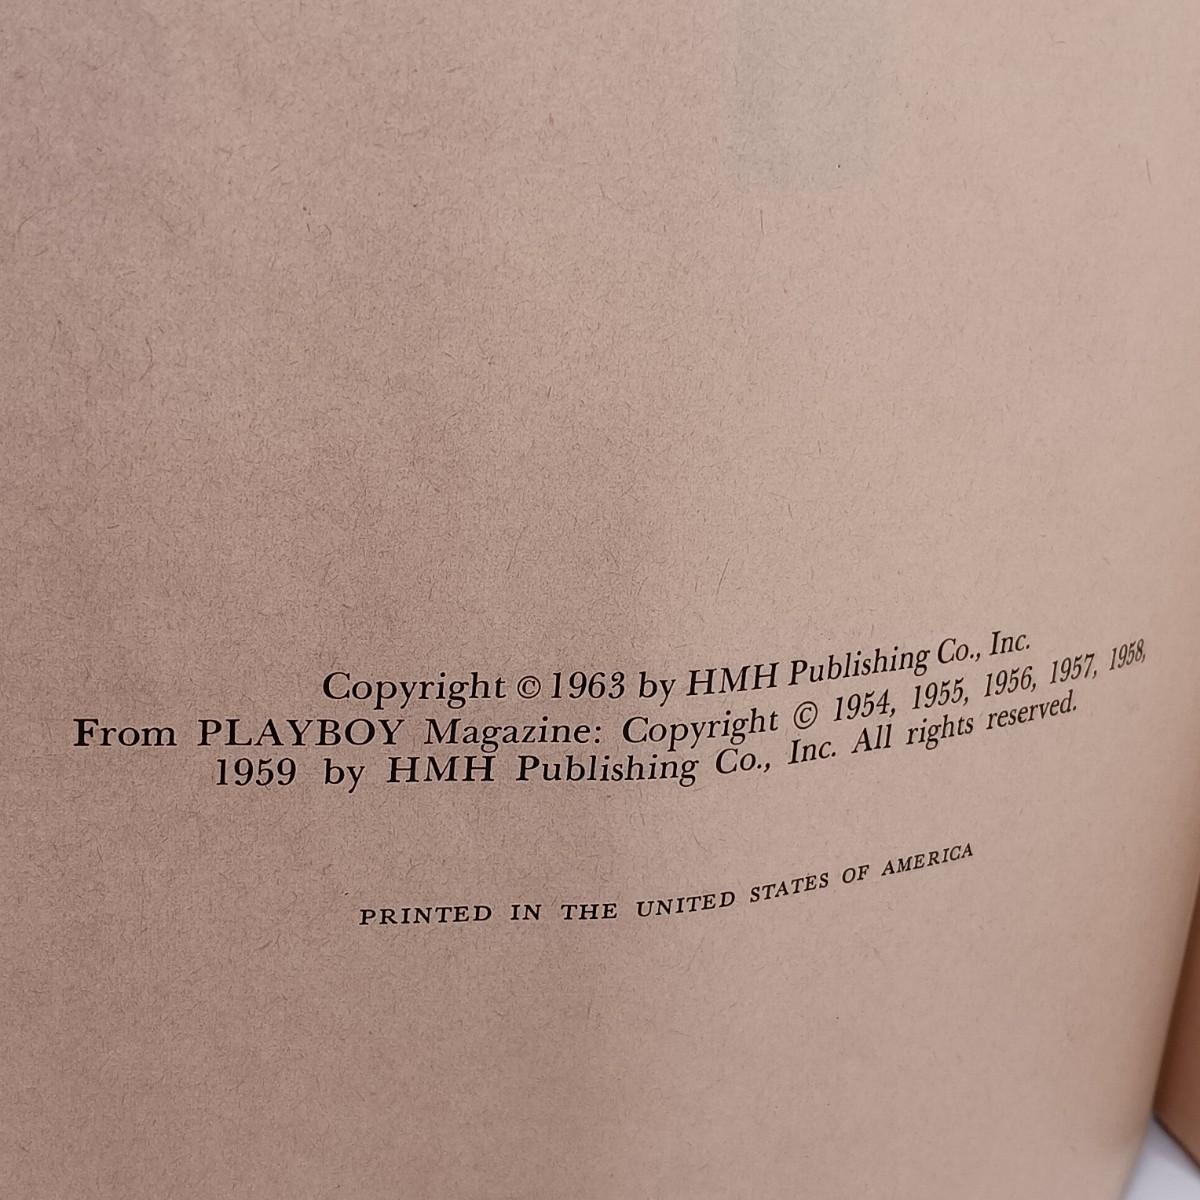 Copyright © 1963 by HMH Publishing Co., Inc.
From PLAYBOY Magazine: Copyright © 1954, 1955, 1956, 1957, 1958,
1959 by HMH Publishing Co., Inc. All rights reserved.
PRINTED IN THE UNITED STATES OF AMERICA